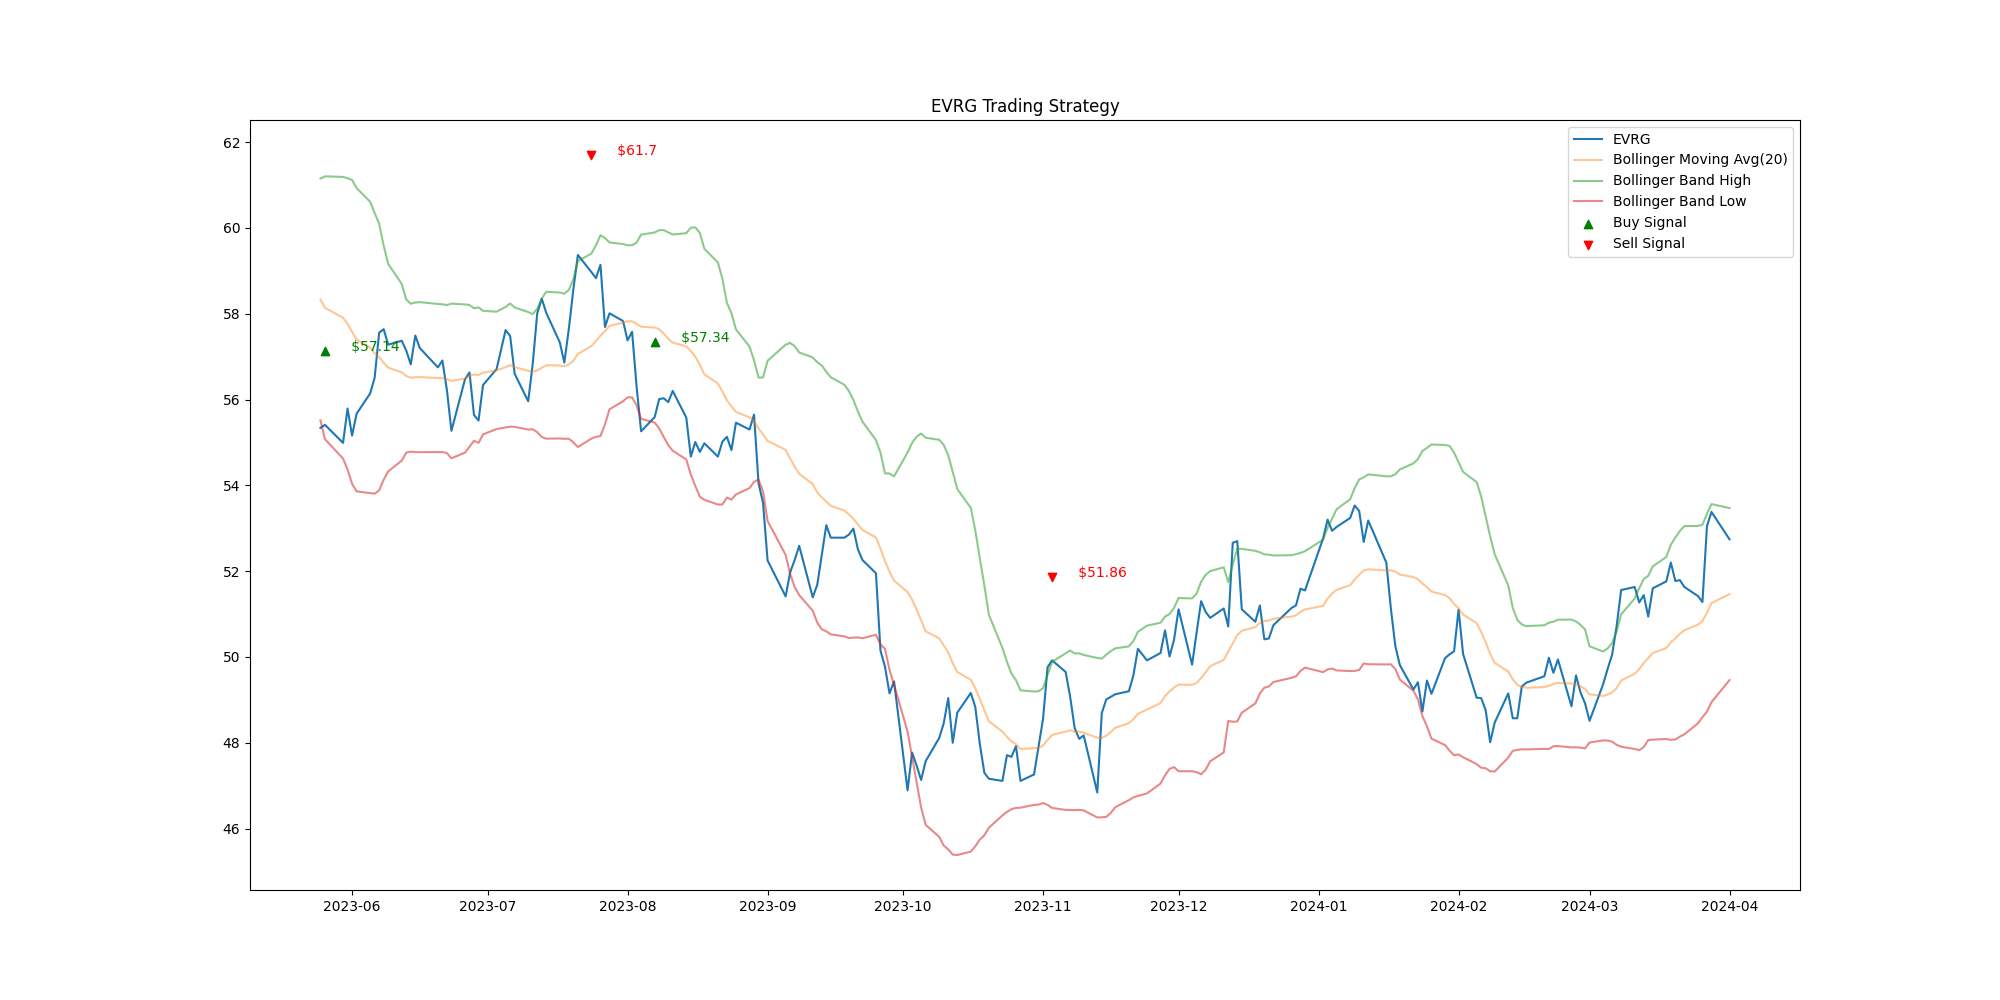 EVRG Trading Strategy
62
60
58
56
54
52
50
48
46
$61.7
$57.14
$57.34
$51.86
EVRG
Bollinger Moving Avg(20)
Bollinger Band High
Bollinger Band Low
Buy Signal
Sell Signal
2023-06 2023-07 2023-08 2023-09 2023-10 2023-11 2023-12 2024-01 2024-02 2024-03 2024-04